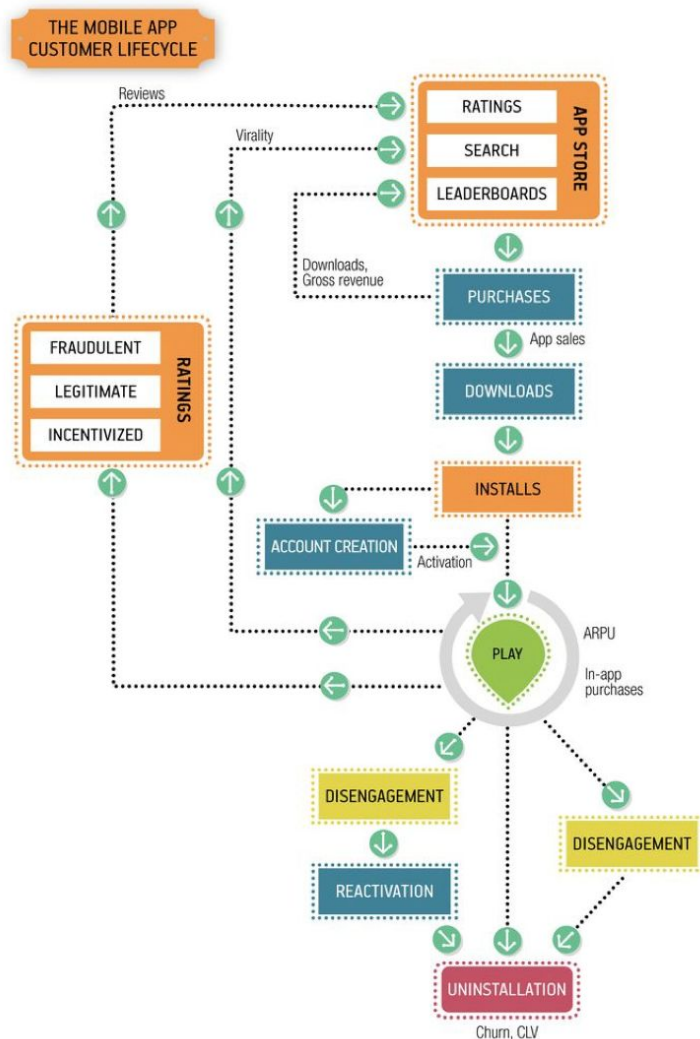 THE MOBILE APP
CUSTOMER LIFECYCLE
Reviews
Virality
RATINGS
SEARCH
LEADERBOARDS
APP STORE
Downloads,
Gross revenue
PURCHASES
App sales
FRAUDULENT
LEGITIMATE
INCENTIVIZED
RATINGS
DOWNLOADS
INSTALLS
ACCOUNT CREATION
Activation
PLAY
ARPU
In-app
purchases
DISENGAGEMENT
DISENGAGEMENT
REACTIVATION
UNINSTALLATION
Churn, CLV